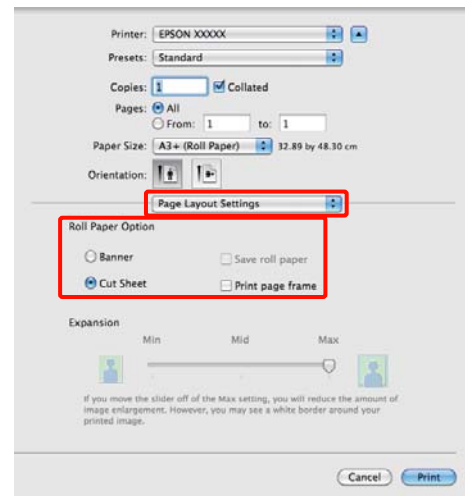 Printer: EPSON XXXXX
Presets: Standard
Copies: 1 Collated
Pages: All
From: 1 to: 1
Paper Size: A3+ (Roll Paper) 32.89 by 48.30 cm
Orientation:
Page Layout Settings
Roll Paper Option
Banner Save roll paper
Cut Sheet Print page frame
Expansion
Min Mid Max
If you move the slider off of the Max setting, you will reduce the amount of
image enlargement. However, you may see a white border around your
printed image.
Cancel Print